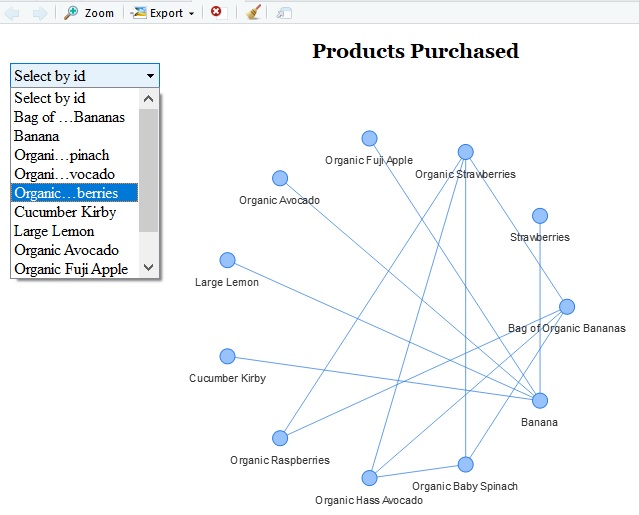 Zoom Export
Products Purchased
Select by id
Select by id
Bag of …Bananas
Banana
Organi…pinach
Organi…vocado
Organic…berries
Cucumber Kirby
Large Lemon
Organic Avocado
Organic Fuji Apple
Organic Fuji Apple
Organic Strawberries
Organic Avocado
Strawberries
Large Lemon
Bag of Organic Bananas
Cucumber Kirby
Banana
Organic Raspberries
Organic Baby Spinach
Organic Hass Avocado